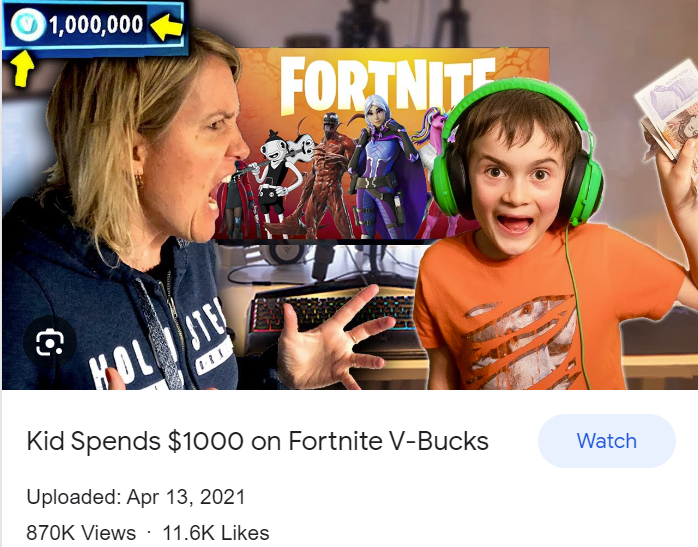 1,000,000
FORTNITE
HOLLISTE
Kid Spends $1000 on Fortnite V-Bucks
Watch
Uploaded: Apr 13, 2021
870K Views · 11.6K Likes